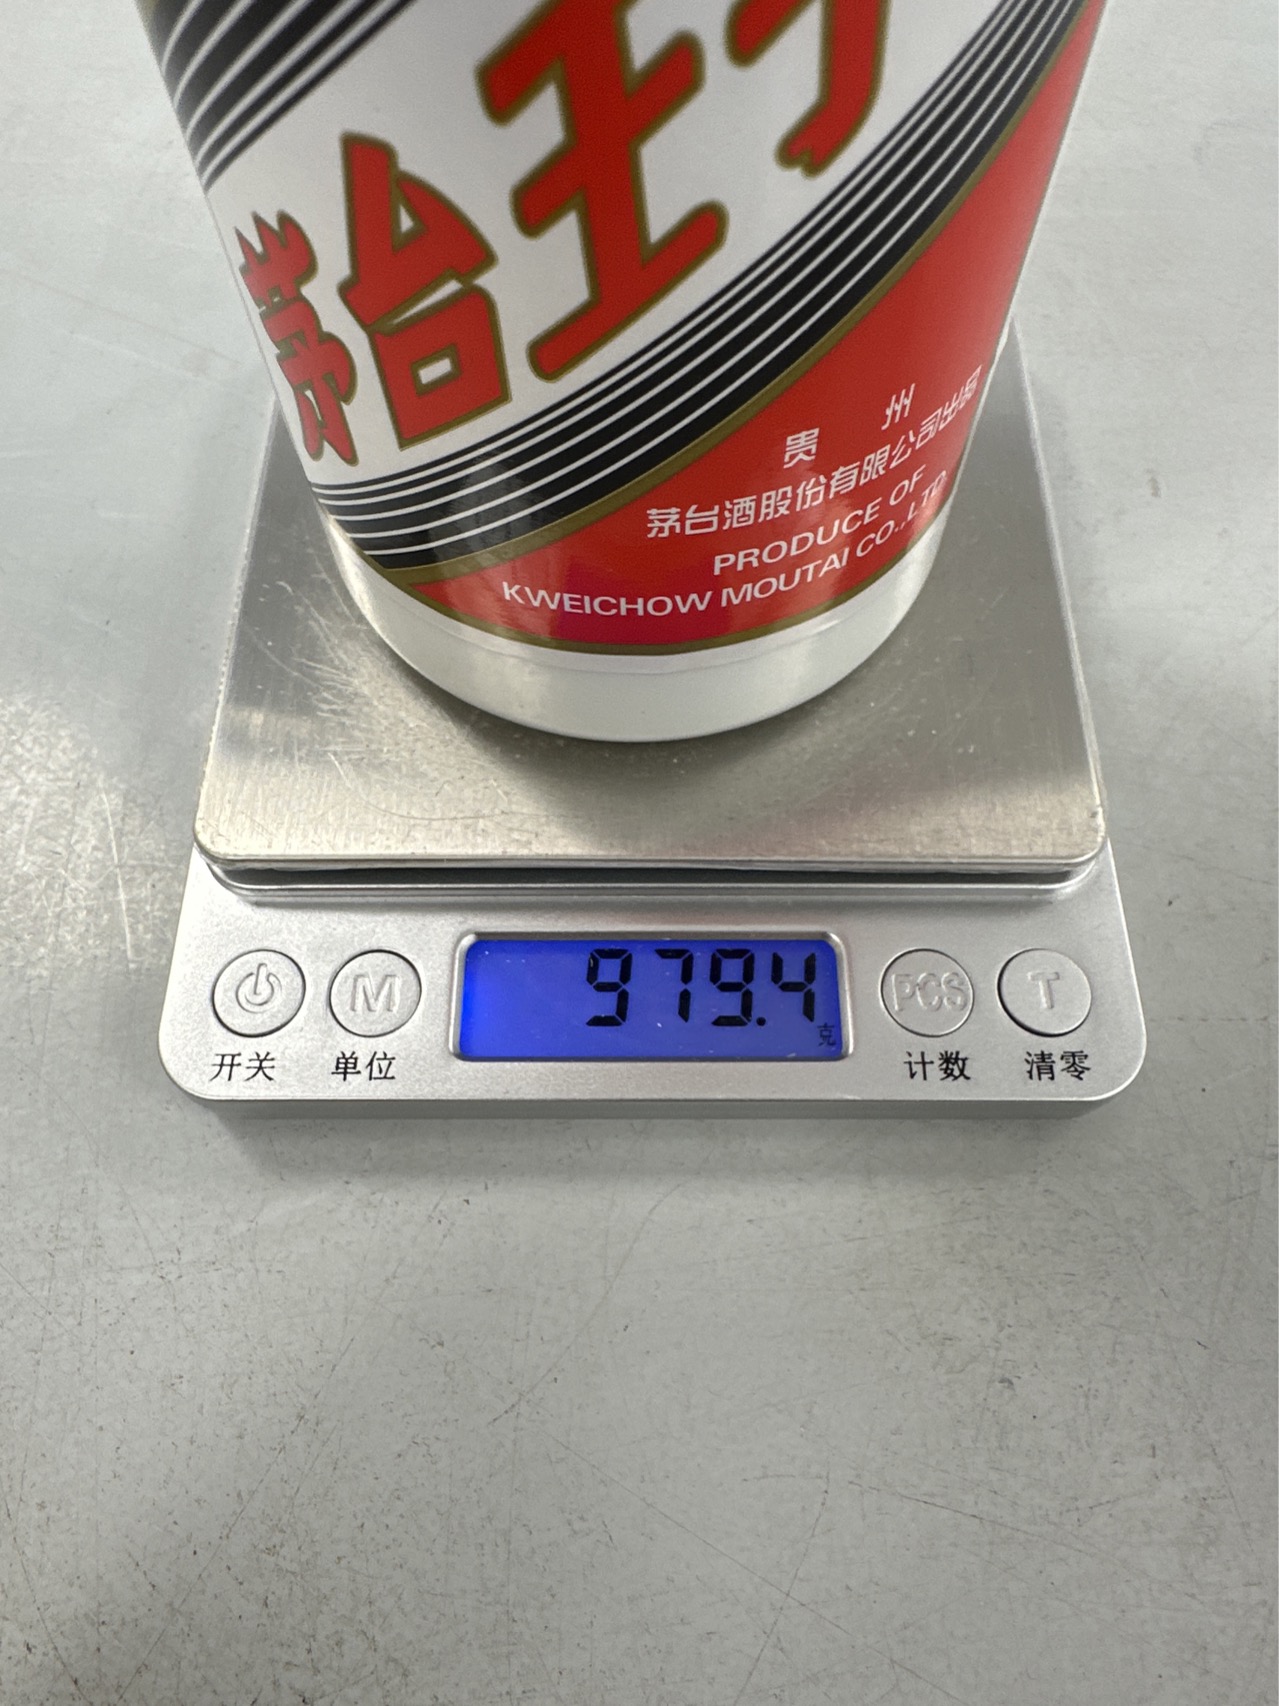 茅台王子
贵 州
茅台酒股份有限公司出品
PRODUCE OF
KWEICHOW MOUTAI CO.,LTD.
979.4
克
M
PCS
T
开关
单位
计数
清零